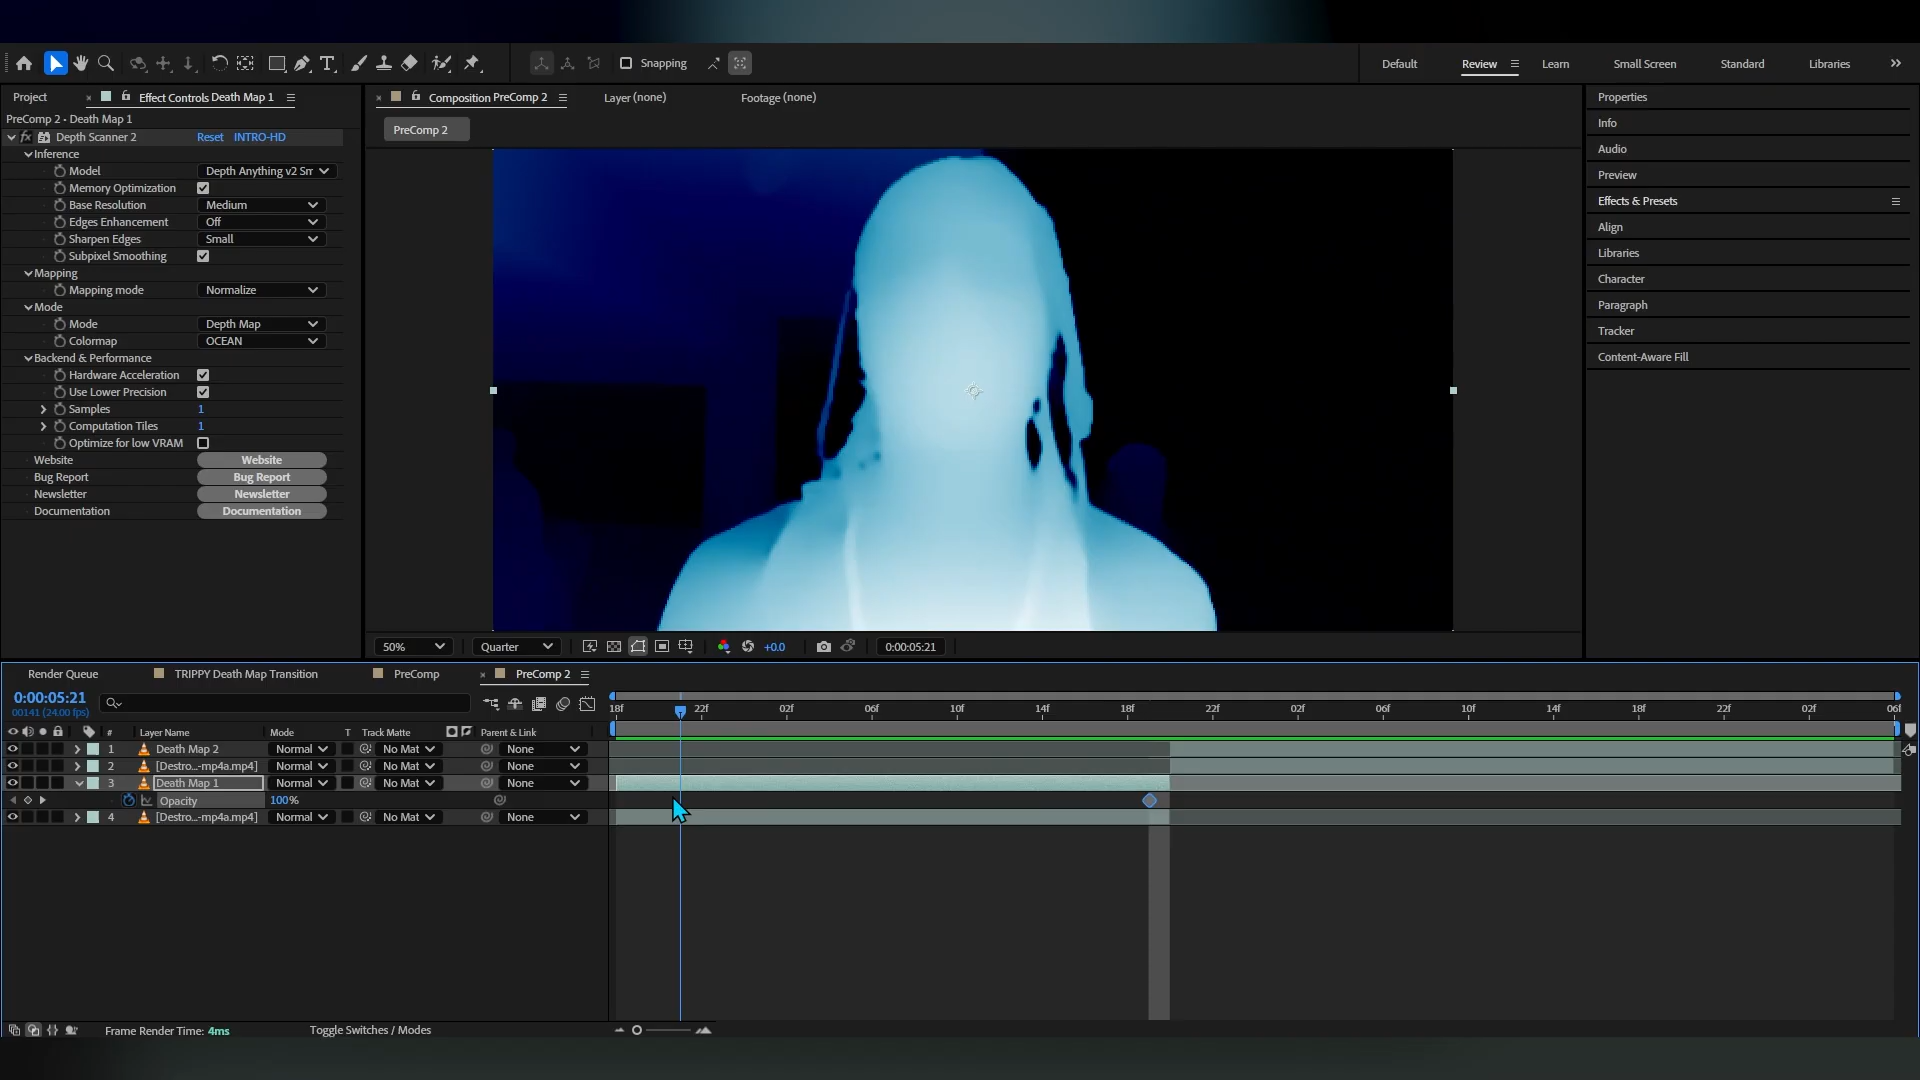 Snapping
Default
Review
Learn
Small Screen
Standard
Libraries
Project
Effect Controls Death Map 1
Composition PreComp 2
Layer (none)
Footage (none)
Properties
PreComp 2 - Death Map 1
PreComp 2
Info
fx Depth Scanner 2 Reset INTRO-HD
Inference
Audio
Model Depth Anything v2 Sm
Preview
Memory Optimization
Base Resolution Medium
Effects & Presets
Edges Enhancement Off
Align
Sharpen Edges Small
Subpixel Smoothing
Libraries
Mapping
Character
Mapping mode Normalize
Paragraph
Mode
Mode Depth Map
Tracker
Colormap OCEAN
Content-Aware Fill
Backend & Performance
Hardware Acceleration
Use Lower Precision
Samples 1
Computation Tiles 1
Optimize for low VRAM
Website Website
Bug Report Bug Report
Newsletter Newsletter
Documentation Documentation
50% Quarter +0.0 0:00:05:21
Render Queue
TRIPPY Death Map Transition
PreComp
PreComp 2
0:00:05:21
00141 (24.00 fps)
18f 22f 02f 06f 10f 14f 18f 22f 02f 06f 10f 14f 18f 22f 02f 06f
# Layer Name Mode T Track Matte Parent & Link
1 Death Map 2 Normal No Mat None
2 [Destro...-mp4a.mp4] Normal No Mat None
3 Death Map 1 Normal No Mat None
Opacity 100%
4 [Destro...-mp4a.mp4] Normal No Mat None
Frame Render Time: 4ms
Toggle Switches / Modes